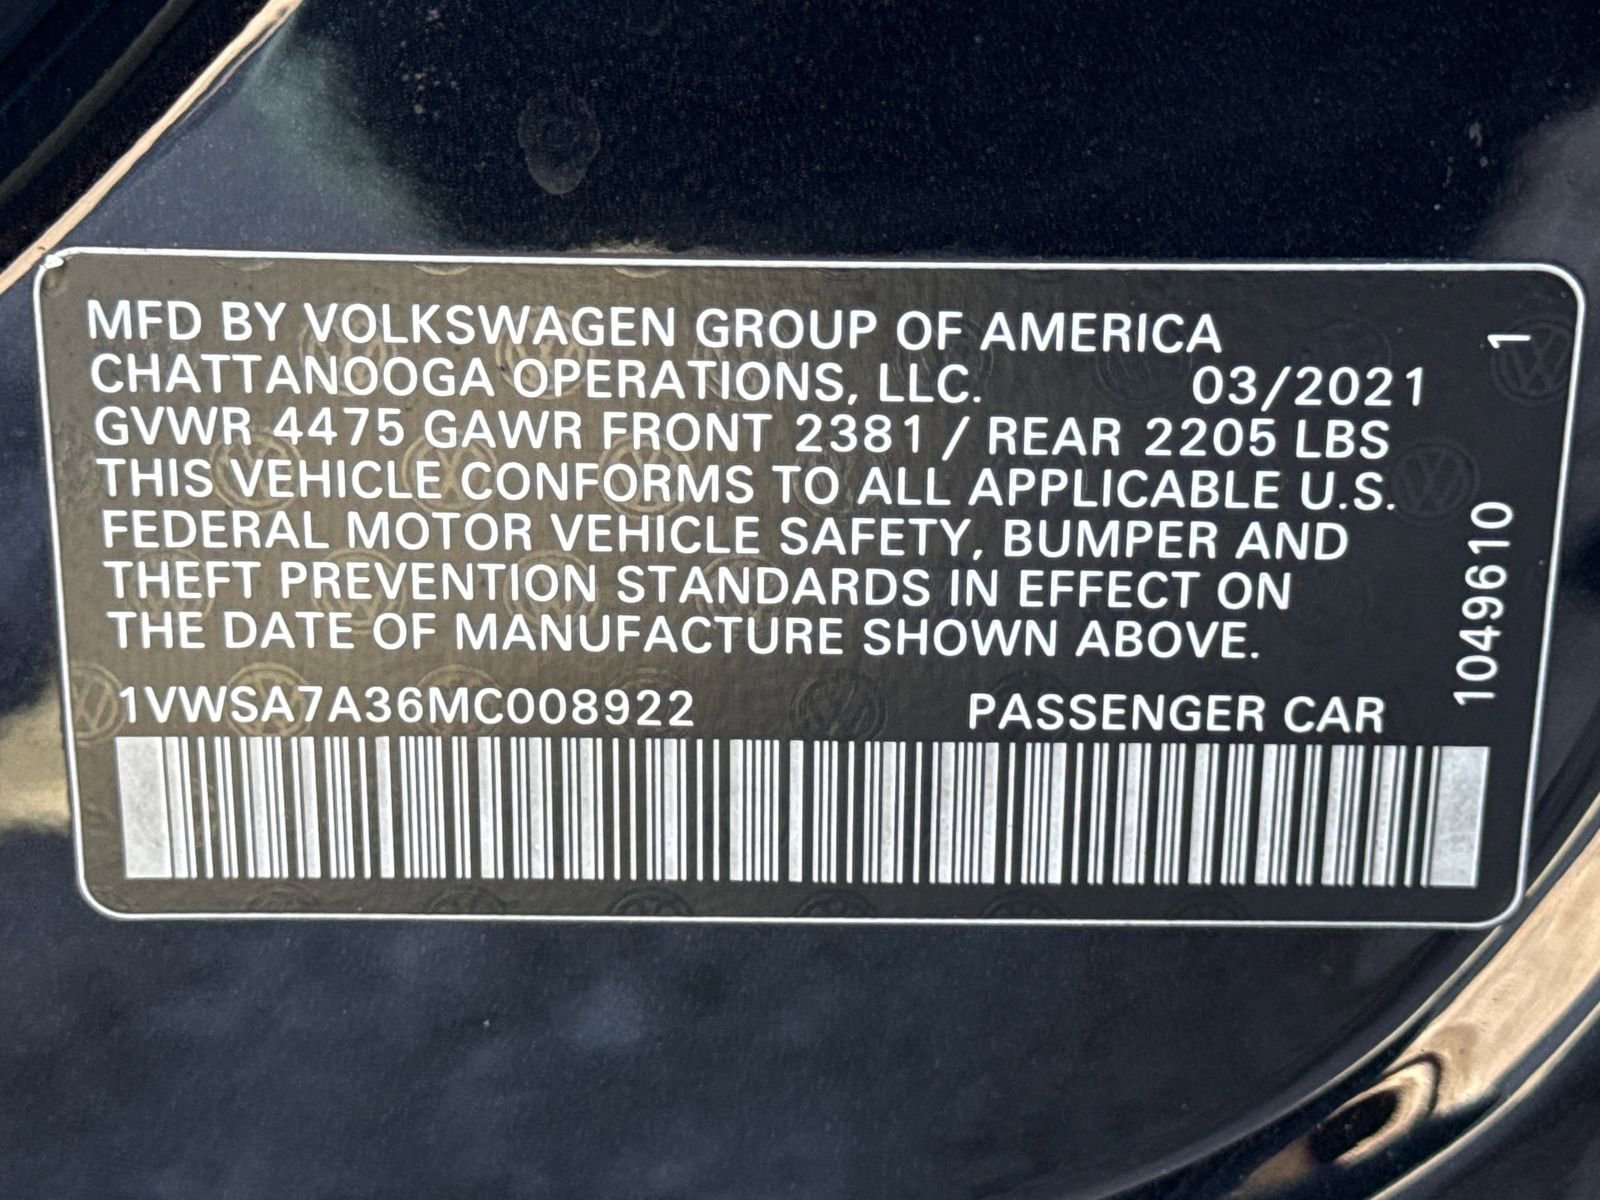 MFD BY VOLKSWAGEN GROUP OF AMERICA
CHATTANOOGA OPERATIONS, LLC. 03/2021
GVWR 4475 GAWR FRONT 2381 / REAR 2205 LBS
THIS VEHICLE CONFORMS TO ALL APPLICABLE U.S.
FEDERAL MOTOR VEHICLE SAFETY, BUMPER AND
THEFT PREVENTION STANDARDS IN EFFECT ON
THE DATE OF MANUFACTURE SHOWN ABOVE.
1VWSA7A36MC008922 PASSENGER CAR
1049610 1